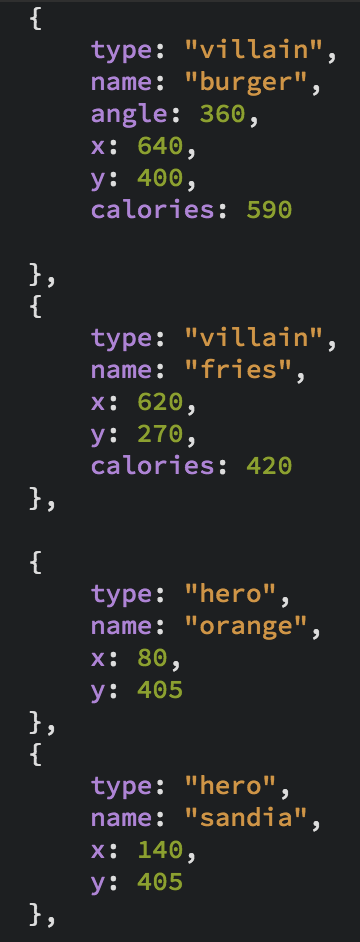 {
type: "villain",
name: "burger",
angle: 360,
x: 640,
y: 400,
calories: 590
},
{
type: "villain",
name: "fries",
x: 620,
y: 270,
calories: 420
},
{
type: "hero",
name: "orange",
x: 80,
y: 405
},
{
type: "hero",
name: "sandia",
x: 140,
y: 405
},